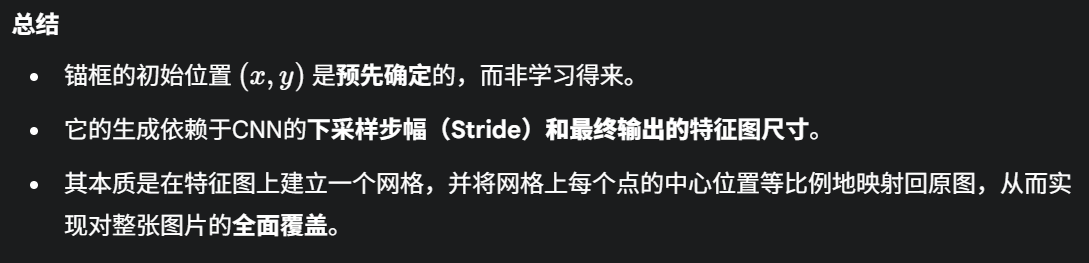 总结
• 锚框的初始位置 (x, y) 是预先确定的，而非学习得来。
• 它的生成依赖于CNN的下采样步幅（Stride）和最终输出的特征图尺寸。
• 其本质是在特征图上建立一个网格，并将网格上每个点的中心位置等比例地映射回原图，从而实
现对整张图片的全面覆盖。